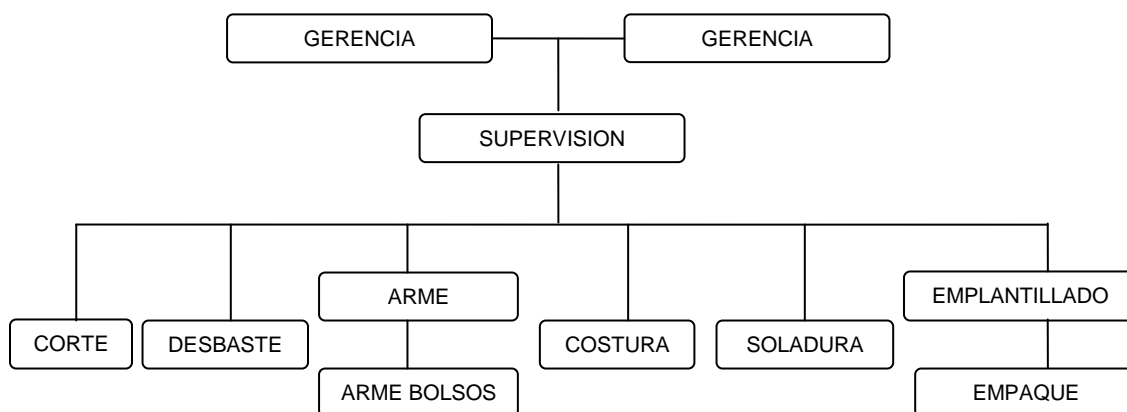 GERENCIA
GERENCIA
SUPERVISION
ARME
EMPLANTILLADO
CORTE
DESBASTE
COSTURA
SOLADURA
ARME BOLSOS
EMPAQUE